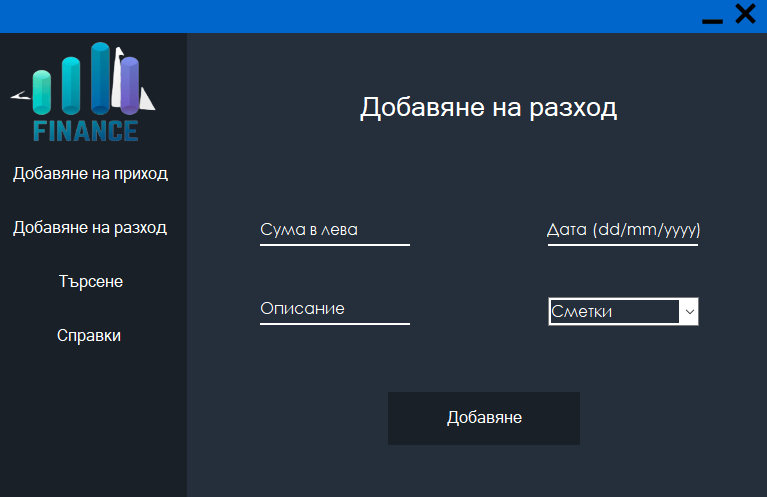 FINANCE
Добавяне на приход
Добавяне на разход
Търсене
Справки
Добавяне на разход
Сума в лева
Дата (dd/mm/yyyy)
Описание
Сметки
Добавяне